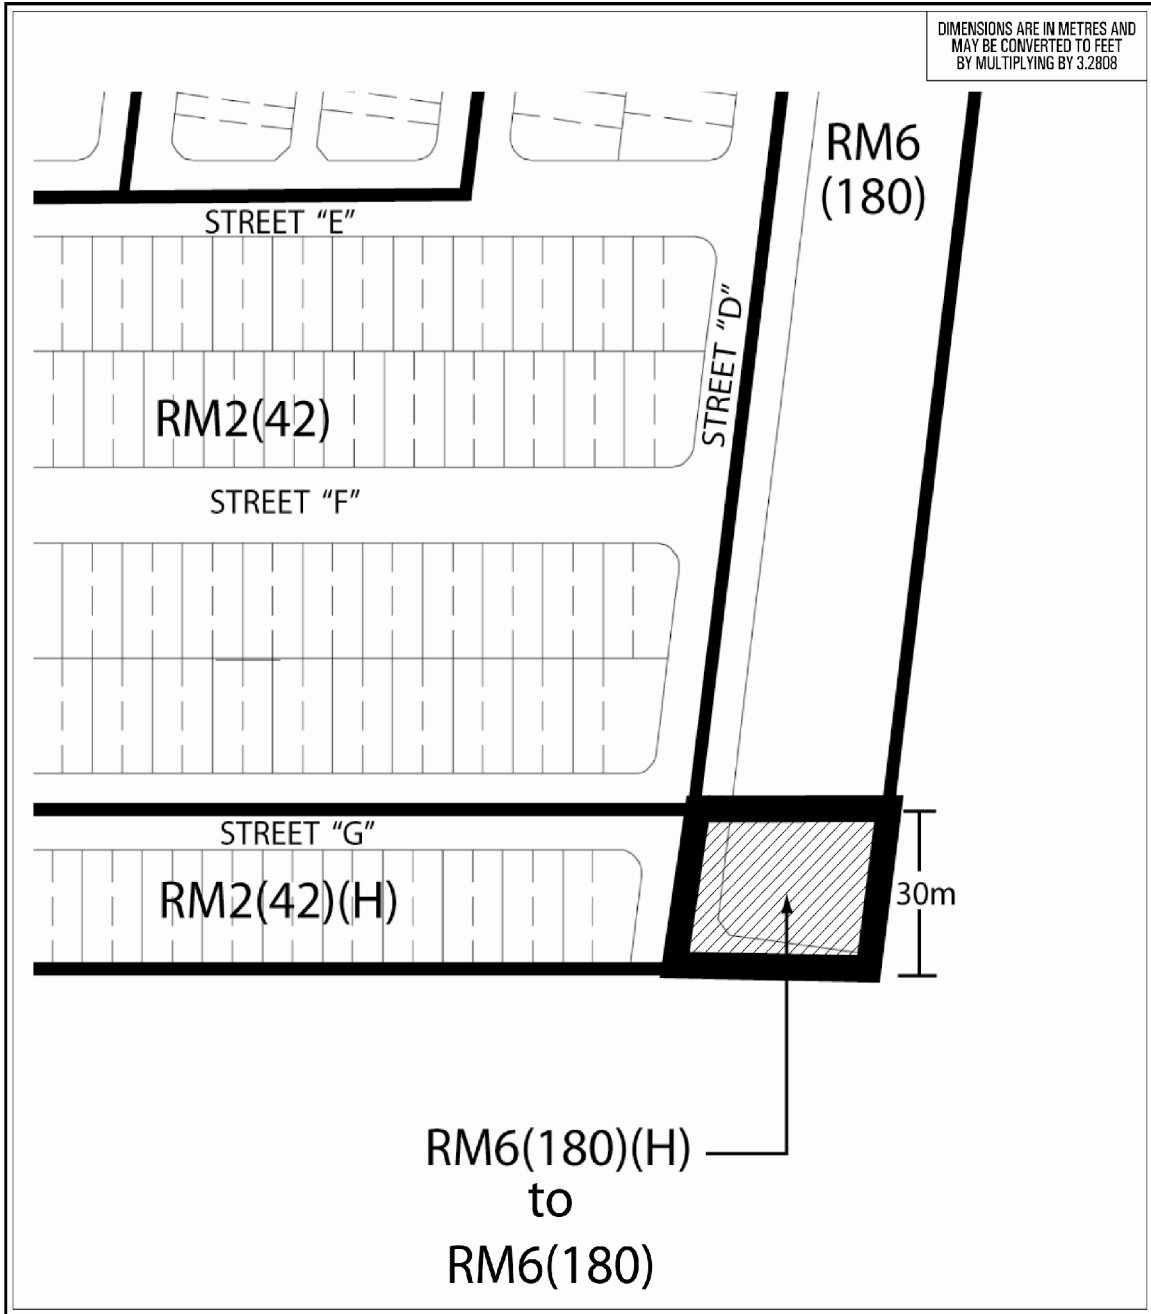 DIMENSIONS ARE IN METRES AND
MAY BE CONVERTED TO FEET
BY MULTIPLYING BY 3.2808
RM6
(180)
STREET "E"
STREET "D"
RM2(42)
STREET "F"
STREET "G"
RM2(42)(H)
30m
RM6(180)(H)
to
RM6(180)